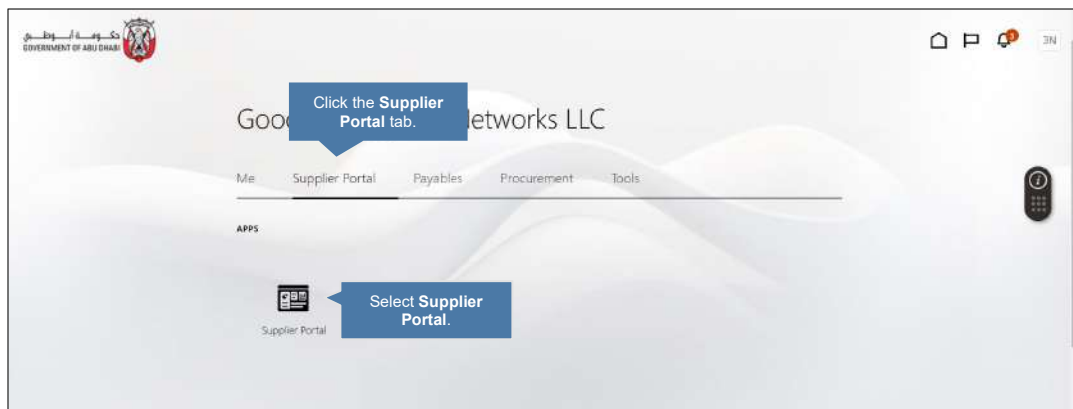 حكومة أبوظبي
GOVERNMENT OF ABU DHABI
3
Click the Supplier
Portal tab.
Goo etworks LLC
Me Supplier Portal Payables Procurement Tools
APPS
Select Supplier
Portal.
Supplier Portal